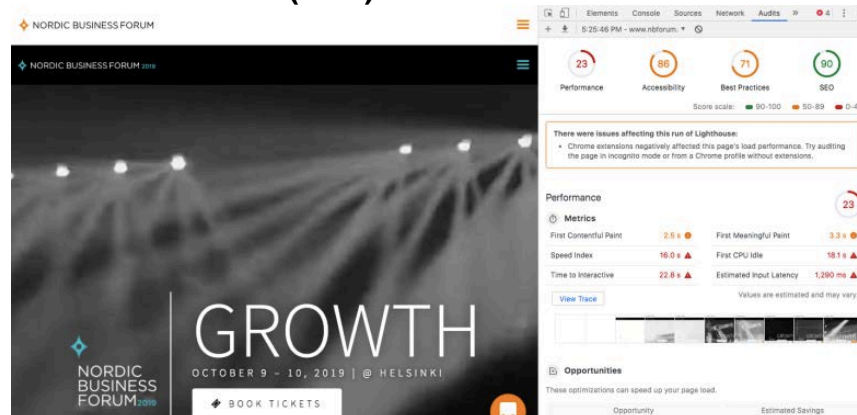 NORDIC BUSINESS FORUM
NORDIC BUSINESS FORUM 2019
GROWTH
NORDIC
BUSINESS
FORUM2019
OCTOBER 9 – 10, 2019 | @ HELSINKI
BOOK TICKETS
Elements Console Sources Network Audits » 4
5:25:46 PM - www.nbforum. ▼
23 86 71 90
Performance Accessibility Best Practices SEO
Score scale: 90-100 50-89 0-4
There were issues affecting this run of Lighthouse:
• Chrome extensions negatively affected this page's load performance. Try auditing
the page in incognito mode or from a Chrome profile without extensions.
Performance 23
Metrics
First Contentful Paint 2.5 s First Meaningful Paint 3.3 s
Speed Index 16.0 s First CPU Idle 18.1 s
Time to Interactive 22.8 s Estimated Input Latency 1,290 ms
View Trace Values are estimated and may vary.
Opportunities
These optimizations can speed up your page load.
Opportunity Estimated Savings